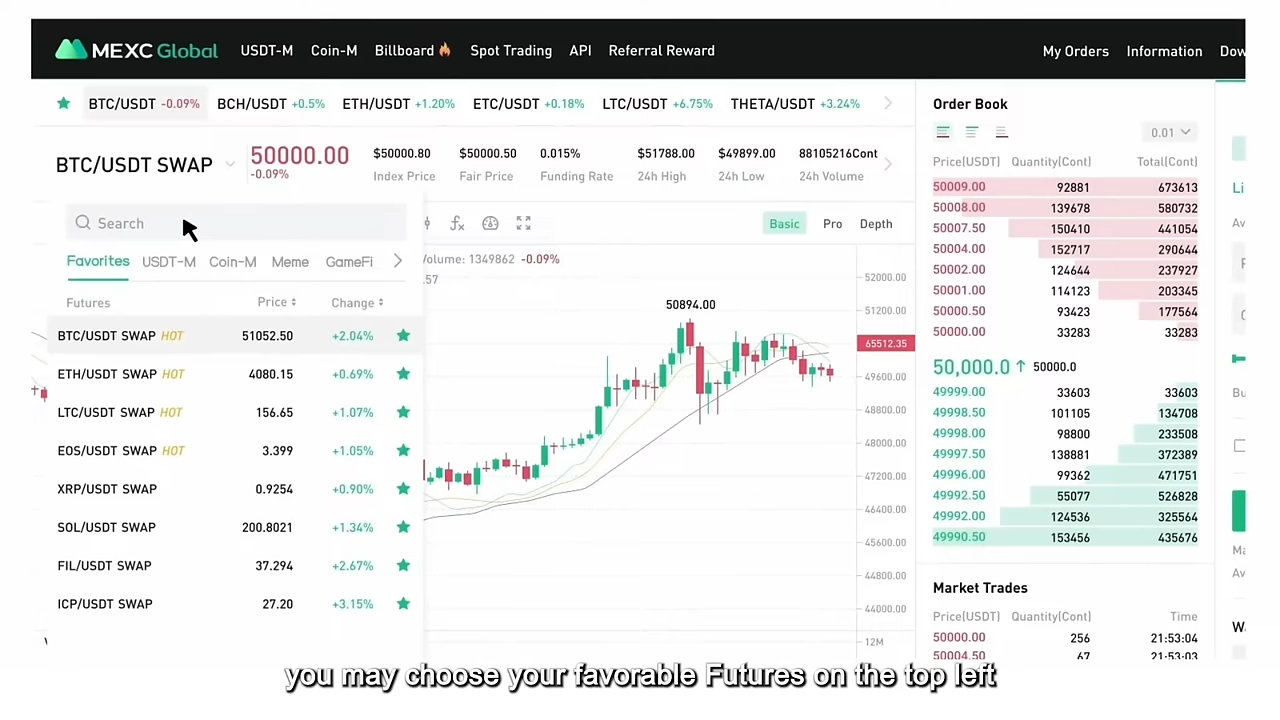 MEXC Global USDT-M Coin-M Billboard Spot Trading API Referral Reward My Orders Information Dow
BTC/USDT -0.09% BCH/USDT +0.5% ETH/USDT +1.20% ETC/USDT +0.18% LTC/USDT +6.75% THETA/USDT +3.24%
BTC/USDT SWAP 50000.00 -0.09%
$50000.80 $50000.50 0.015% $51788.00 $49899.00 88105216Cont
Index Price Fair Price Funding Rate 24h High 24h Low 24h Volume
Search
Favorites USDT-M Coin-M Meme GameFi
Futures Price Change
BTC/USDT SWAP HOT 51052.50 +2.04%
ETH/USDT SWAP HOT 4080.15 +0.69%
LTC/USDT SWAP HOT 156.65 +1.07%
EOS/USDT SWAP HOT 3.399 +1.05%
XRP/USDT SWAP 0.9254 +0.90%
SOL/USDT SWAP 200.8021 +1.34%
FIL/USDT SWAP 37.294 +2.67%
ICP/USDT SWAP 27.20 +3.15%
Basic Pro Depth
olume: 1349862 -0.09%
.57
50894.00
52000.00
51200.00
65512.35
49600.00
48800.00
48000.00
47200.00
46400.00
45600.00
44800.00
44000.00
12M
Order Book
0.01
Price(USDT) Quantity(Cont) Total(Cont)
50009.00 92881 673613
50008.00 139678 580732
50007.50 150410 441054
50004.00 152717 290644
50002.00 124644 237927
50001.00 114123 203345
50000.50 93423 177564
50000.00 33283 33283
50,000.0 ↑ 50000.0
49999.00 33603 33603
49998.50 101105 134708
49998.00 98800 233508
49997.50 138881 372389
49996.00 99362 471751
49992.50 55077 526828
49992.00 124536 325564
49990.50 153456 435676
Market Trades
Price(USDT) Quantity(Cont) Time
50000.00 256 21:53:04
50004.50 67 21:53:03
Li
Av
Bu
Ma
Av
W
you may choose your favorable Futures on the top left